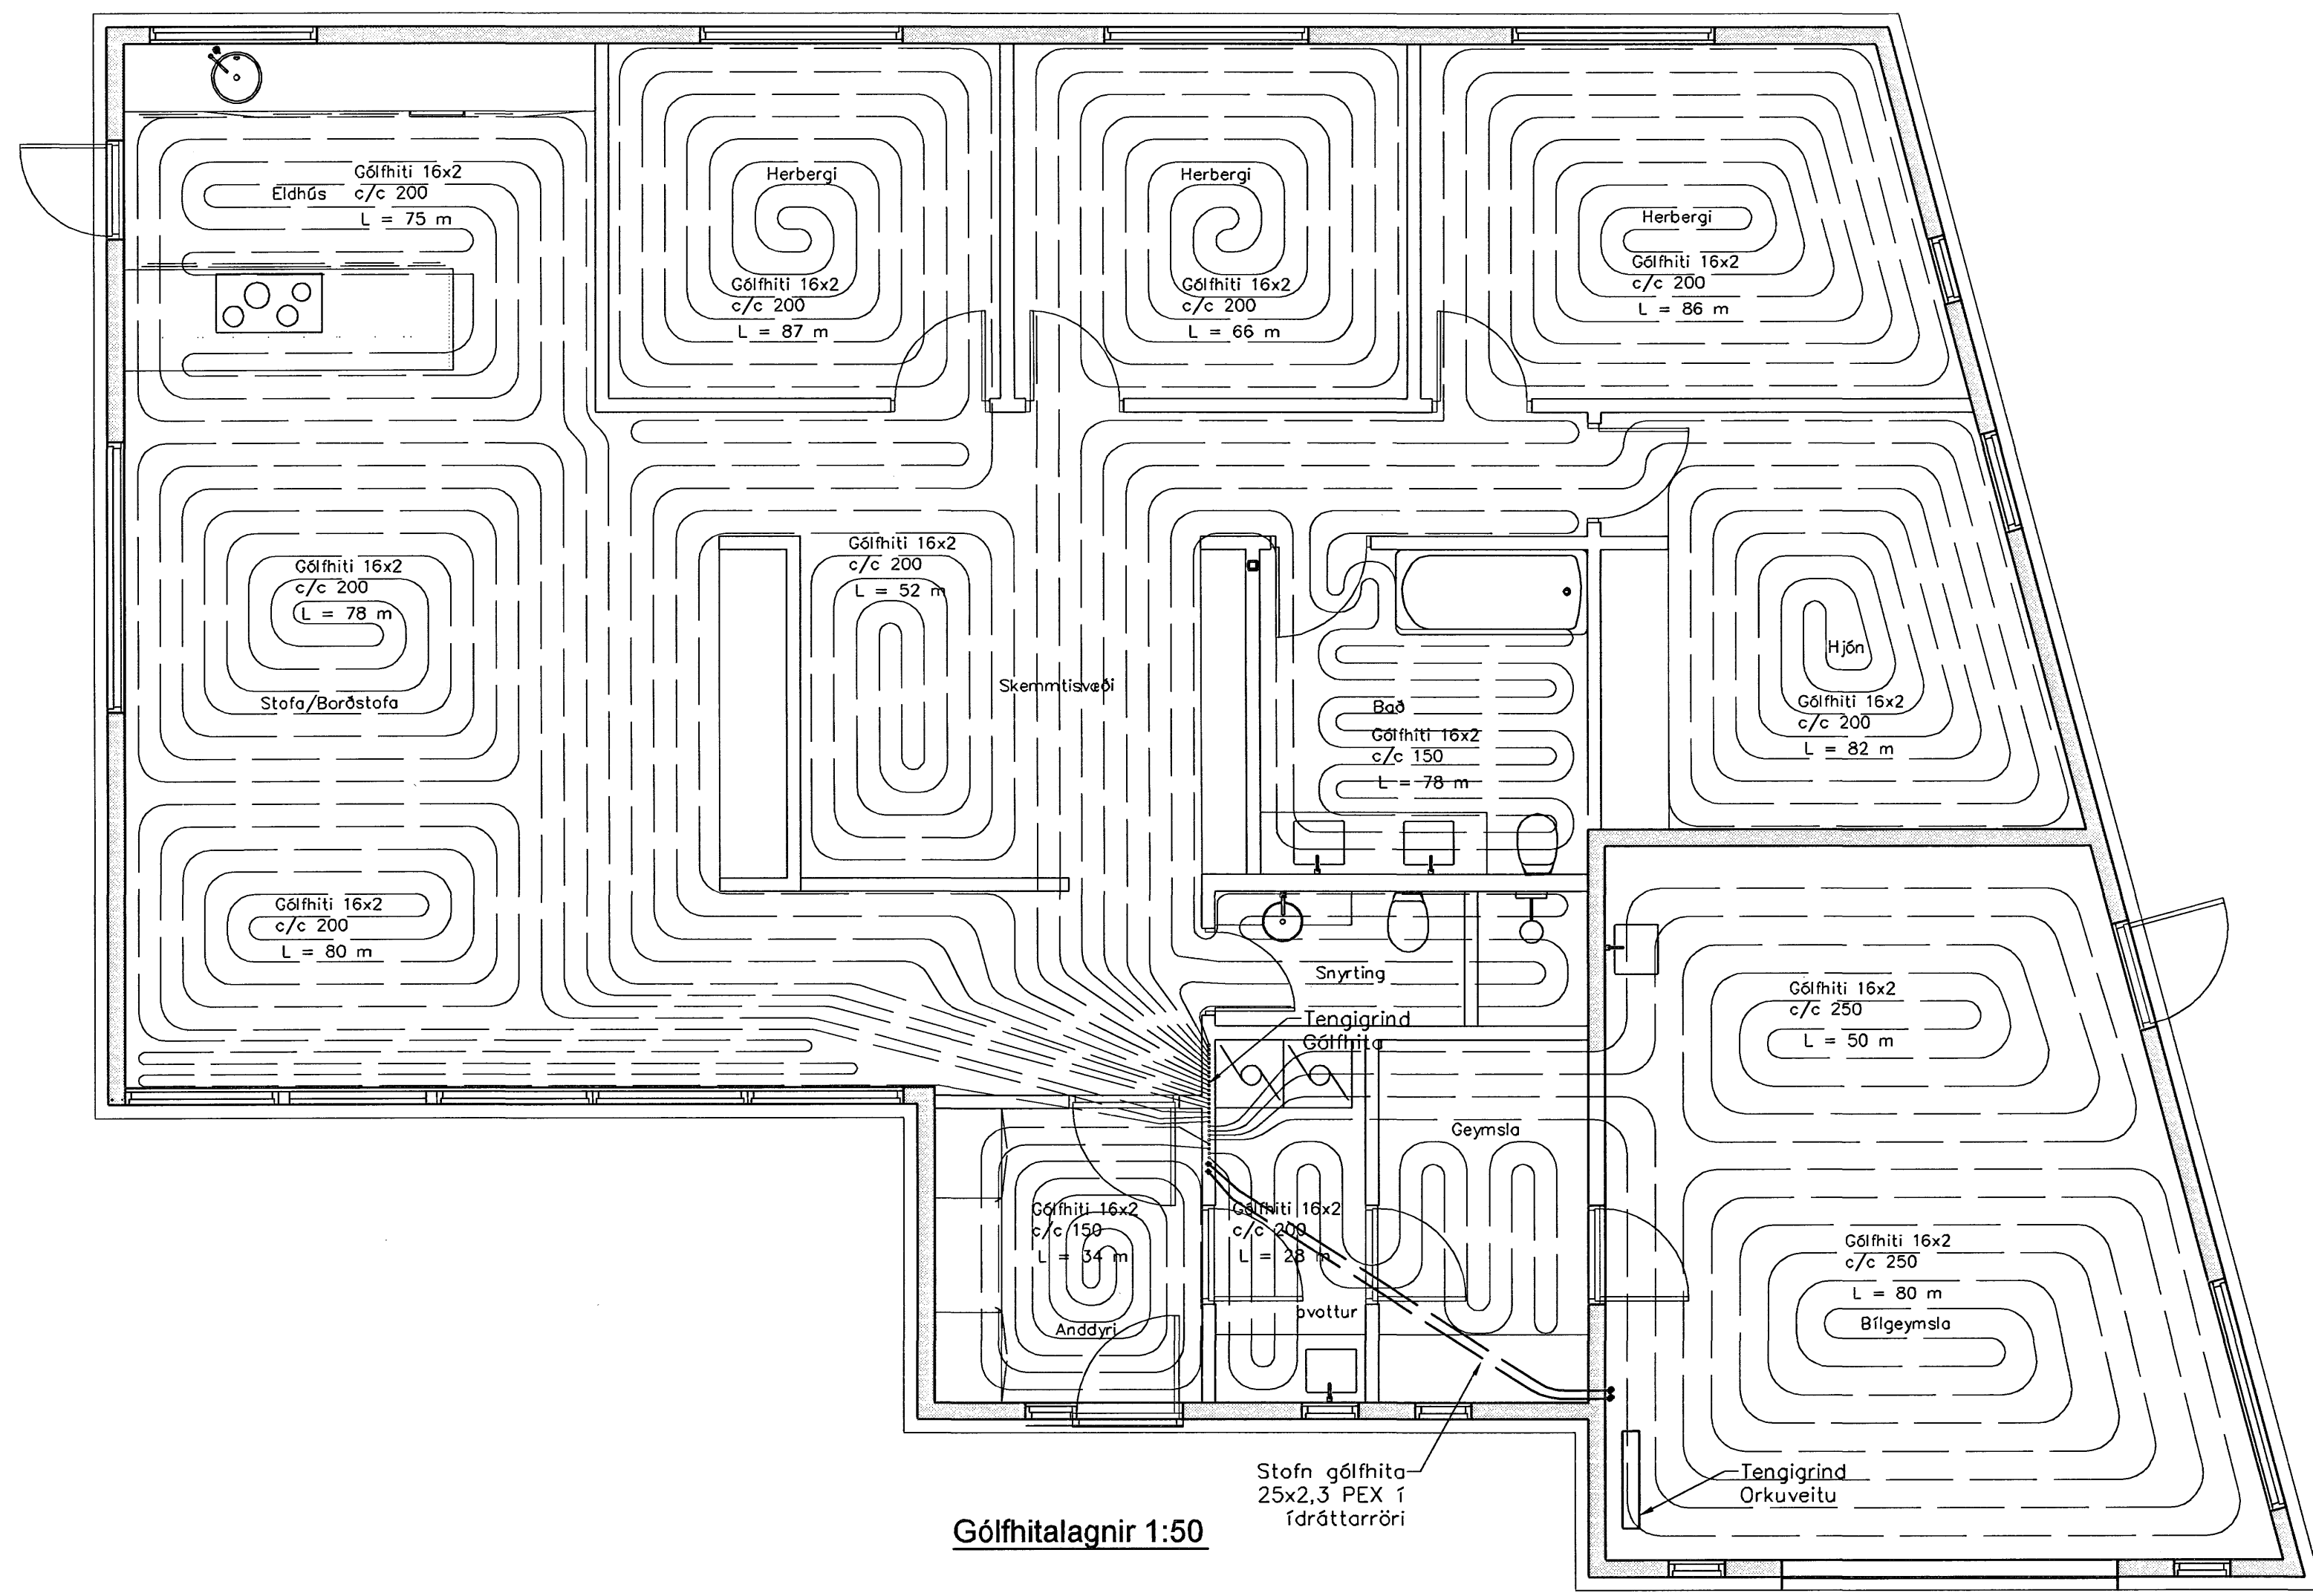 Gólfhiti 16x2
Eldhús c/c 200
L = 75 m
Herbergi
Gólfhiti 16x2
c/c 200
L = 87 m
Herbergi
Gólfhiti 16x2
c/c 200
L = 66 m
Herbergi
Gólfhiti 16x2
c/c 200
L = 86 m
Gólfhiti 16x2
c/c 200
L = 78 m
Stofa/Borðstofa
Gólfhiti 16x2
c/c 200
L = 52 m
Skemmtisvæði
Bað
Gólfhiti 16x2
c/c 150
L = 78 m
Hjón
Gólfhiti 16x2
c/c 200
L = 82 m
Gólfhiti 16x2
c/c 200
L = 80 m
Snyrting
Tengigrind
Gólfhita
Gólfhiti 16x2
c/c 250
L = 50 m
Geymsla
Gólfhiti 16x2
c/c 150
L = 34 m
Anddyri
Gólfhiti 16x2
c/c 200
L = 28 m
Þvottur
Gólfhiti 16x2
c/c 250
L = 80 m
Bílgeymsla
Stofn gólfhita
25x2,3 PEX í
ídráttarröri
Tengigrind
Orkuveitu
Gólfhitalagnir 1:50